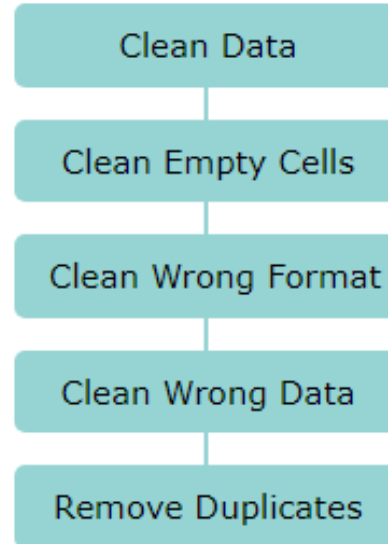 Clean Data
Clean Empty Cells
Clean Wrong Format
Clean Wrong Data
Remove Duplicates